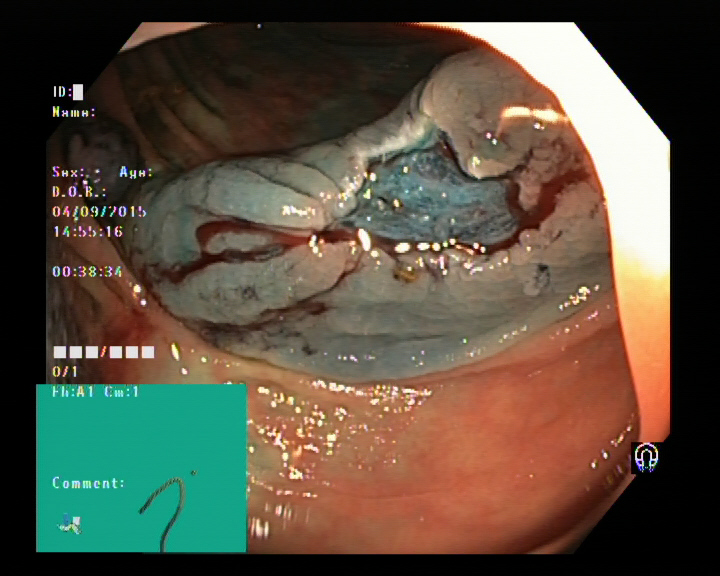 ID:
Name:
Sex: Age:
D.O.B.:
04/09/2015
14:55:16
00:38:34
/
0/1
Ph:A1 Cm:1
Comment: